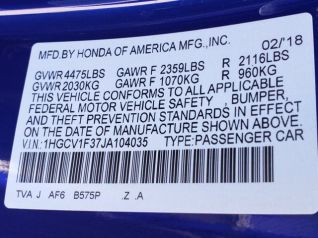 MFD.BY HONDA OF AMERICA MFG.,INC. 02/'18
GVWR 4475LBS GAWR F 2359LBS R 2116LBS
GVWR 2030KG GAWR F 1070KG R 960KG
THIS VEHICLE CONFORMS TO ALL APPLICABLE
FEDERAL MOTOR VEHICLE SAFETY, BUMPER,
AND THEFT PREVENTION STANDARDS IN EFFECT
ON THE DATE OF MANUFACTURE SHOWN ABOVE.
V.I.N:1HGCV1F37JA104035 TYPE:PASSENGER CAR
TVA J AF6 B575P .Z .A